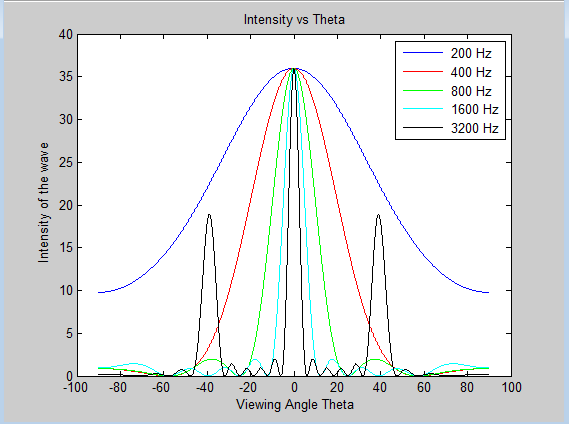 Intensity vs Theta
40
35
30
25
20
15
10
5
0
Intensity of the wave
200 Hz
400 Hz
800 Hz
1600 Hz
3200 Hz
-100 -80 -60 -40 -20 0 20 40 60 80 100
Viewing Angle Theta